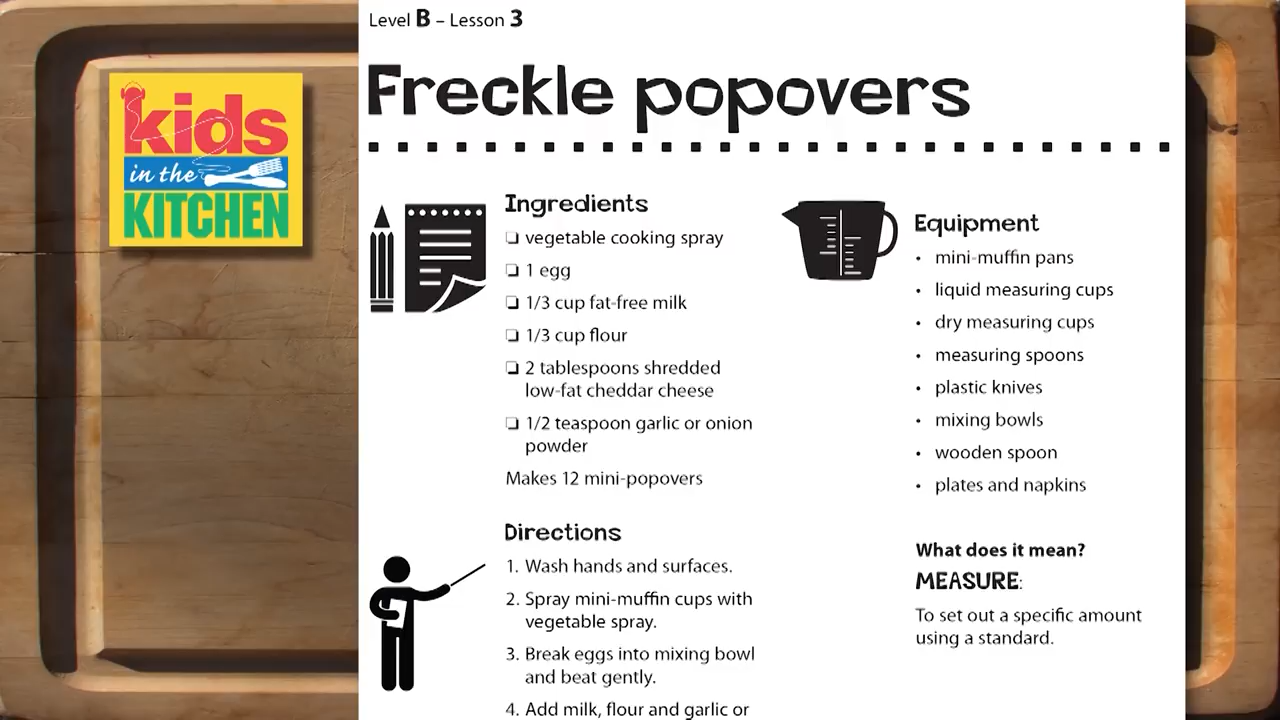 Level B – Lesson 3
Freckle popovers
kids
in the
KITCHEN
Ingredients
❏ vegetable cooking spray
❏ 1 egg
❏ 1/3 cup fat-free milk
❏ 1/3 cup flour
❏ 2 tablespoons shredded
low-fat cheddar cheese
❏ 1/2 teaspoon garlic or onion
powder
Makes 12 mini-popovers
Equipment
• mini-muffin pans
• liquid measuring cups
• dry measuring cups
• measuring spoons
• plastic knives
• mixing bowls
• wooden spoon
• plates and napkins
Directions
1. Wash hands and surfaces.
2. Spray mini-muffin cups with
vegetable spray.
3. Break eggs into mixing bowl
and beat gently.
4. Add milk, flour and garlic or
What does it mean?
MEASURE:
To set out a specific amount
using a standard.